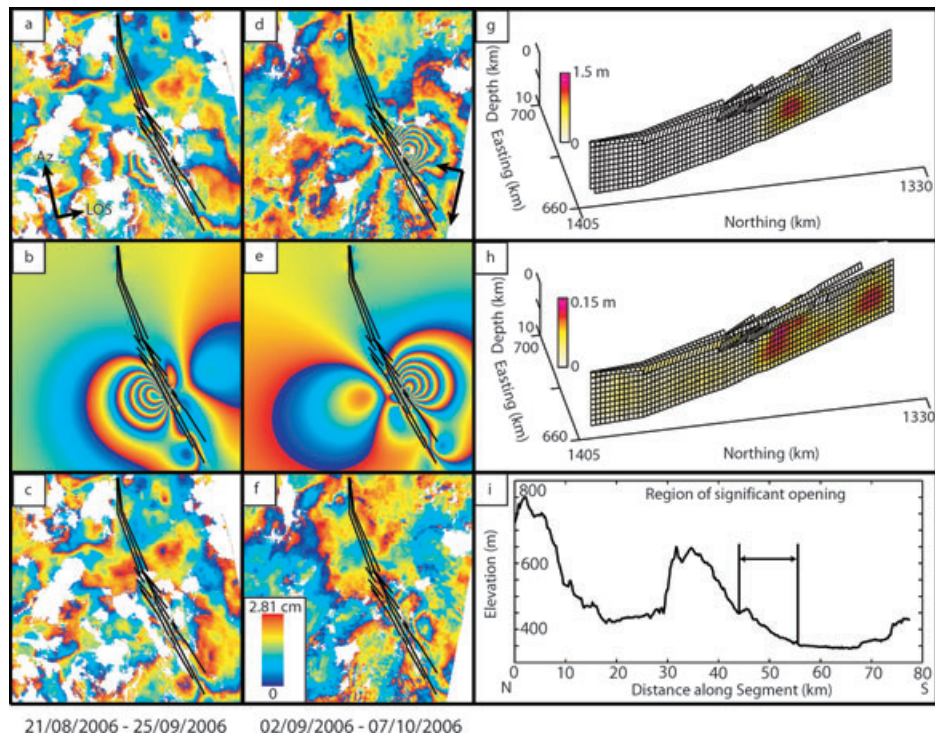 a
Az
LOS
b
c
2.81 cm
0
d
e
f
g
0
10
Depth (km)
700
Easting (km)
660
1.5 m
0
1405
Northing (km)
1330
h
0
10
Depth (km)
700
Easting (km)
660
0.15 m
0
1405
Northing (km)
1330
i
Region of significant opening
800
600
400
Elevation (m)
0 10 20 30 40 50 60 70 80
N Distance along Segment (km) S
21/08/2006 - 25/09/2006 02/09/2006 - 07/10/2006